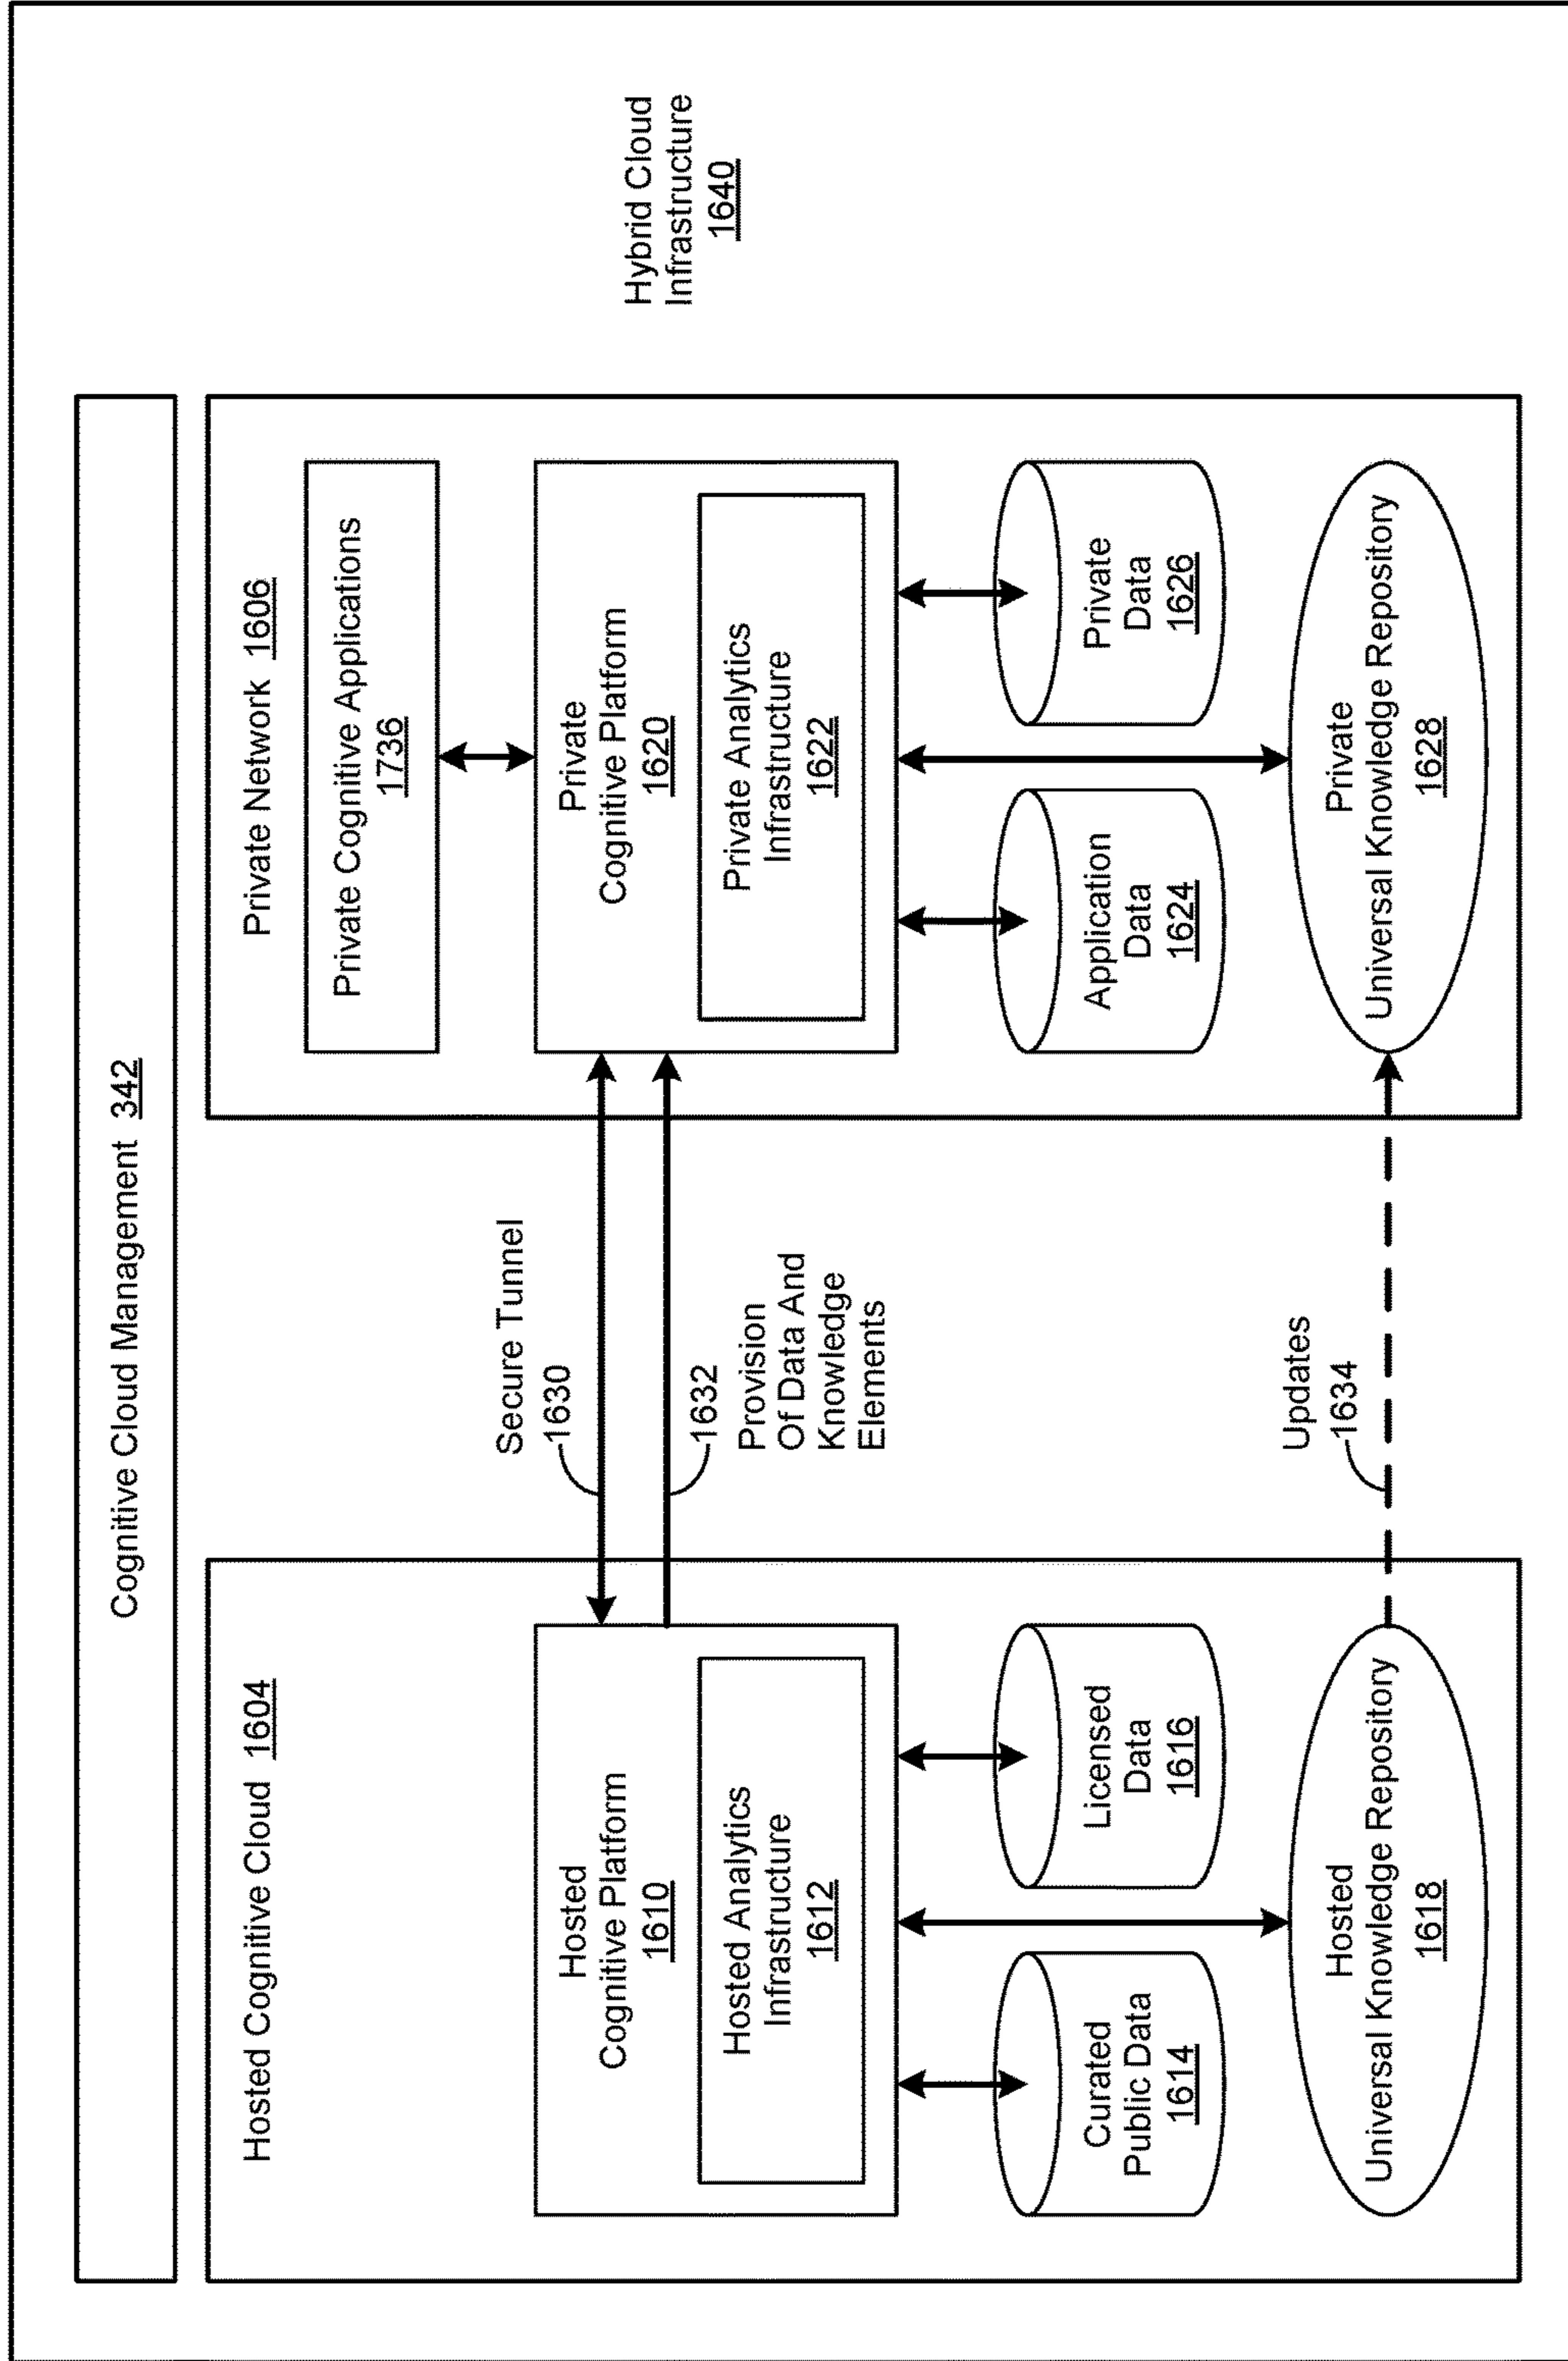 Cognitive Cloud Management 342
Hosted Cognitive Cloud 1604
Hosted
Cognitive Platform
1610
Hosted Analytics
Infrastructure
1612
Curated
Public Data
1614
Licensed
Data
1616
Hosted
Universal Knowledge Repository
1618
Secure Tunnel
1630
1632
Provision
Of Data And
Knowledge
Elements
Updates
1634
Private Network 1606
Private Cognitive Applications
1736
Private
Cognitive Platform
1620
Private Analytics
Infrastructure
1622
Application
Data
1624
Private
Data
1626
Private
Universal Knowledge Repository
1628
Hybrid Cloud
Infrastructure
1640